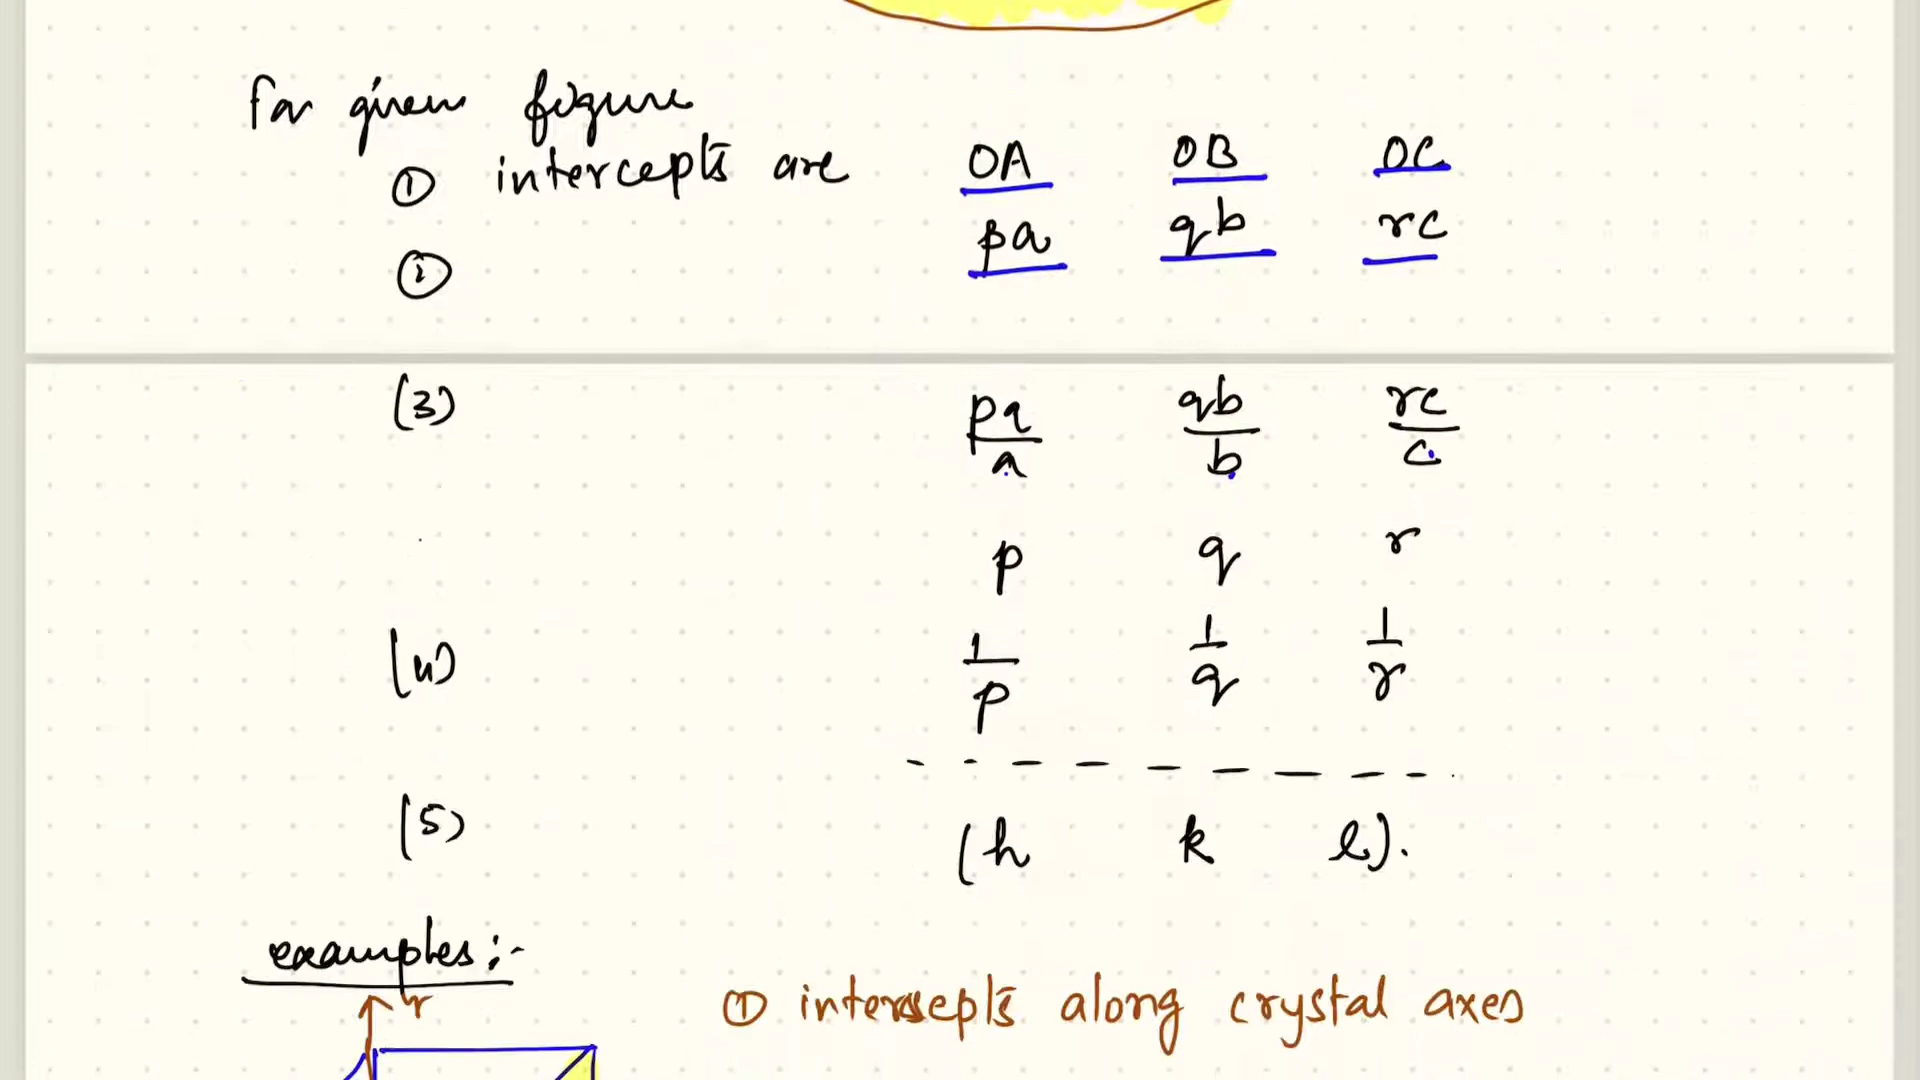 for given figure
① intercepts are OA OB OC
② pa qb rc
(3) pa/a qb/b rc/c
p q r
(4) 1/p 1/q 1/r
(5) (h k l).
examples:-
① intersepts along crystal axes